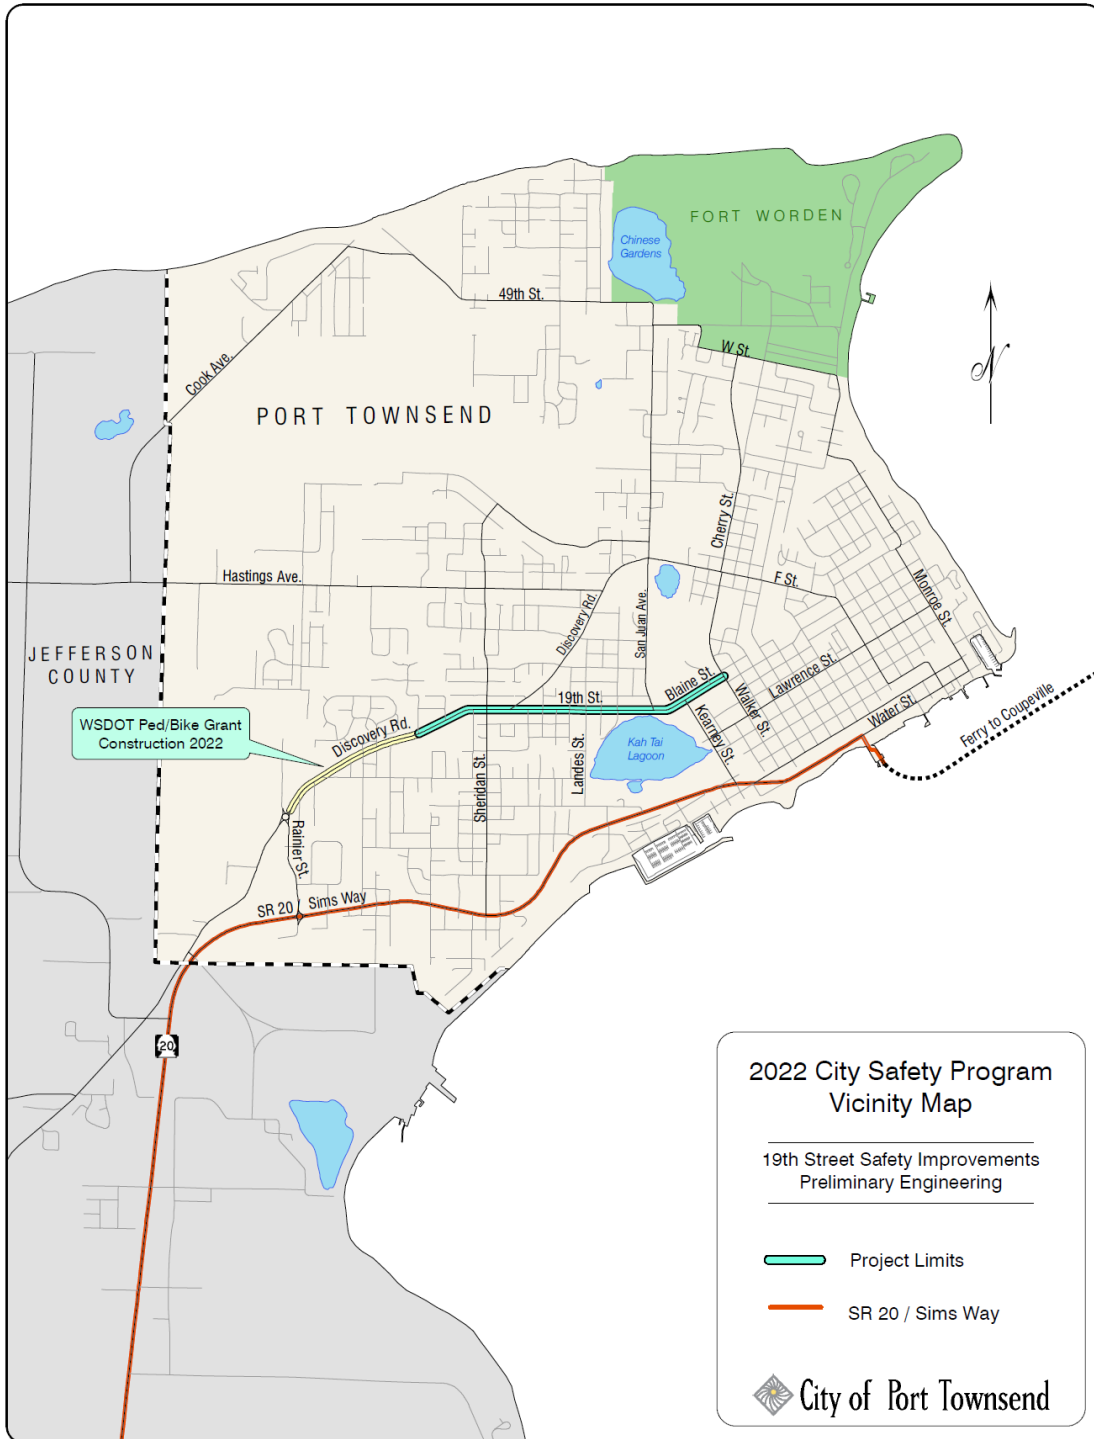 FORT WORDEN
Chinese
Gardens
49th St.
W St.
Cook Ave.
PORT TOWNSEND
Cherry St.
Hastings Ave.
F St.
Monroe St.
Discovery Rd.
San Juan Ave.
JEFFERSON
COUNTY
Lawrence St.
Blaine St.
19th St.
Walker St.
Kearney St.
Water St.
Ferry to Coupeville
WSDOT Ped/Bike Grant
Construction 2022
Discovery Rd.
Kah Tai
Lagoon
Landes St.
Sheridan St.
Rainier St.
SR 20
Sims Way
20
2022 City Safety Program
Vicinity Map
19th Street Safety Improvements
Preliminary Engineering
Project Limits
SR 20 / Sims Way
City of Port Townsend
N